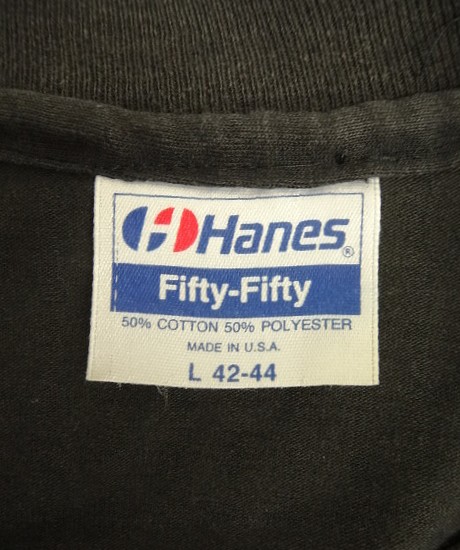 Hanes®
Fifty-Fifty
50% COTTON 50% POLYESTER
MADE IN U.S.A.
L 42-44